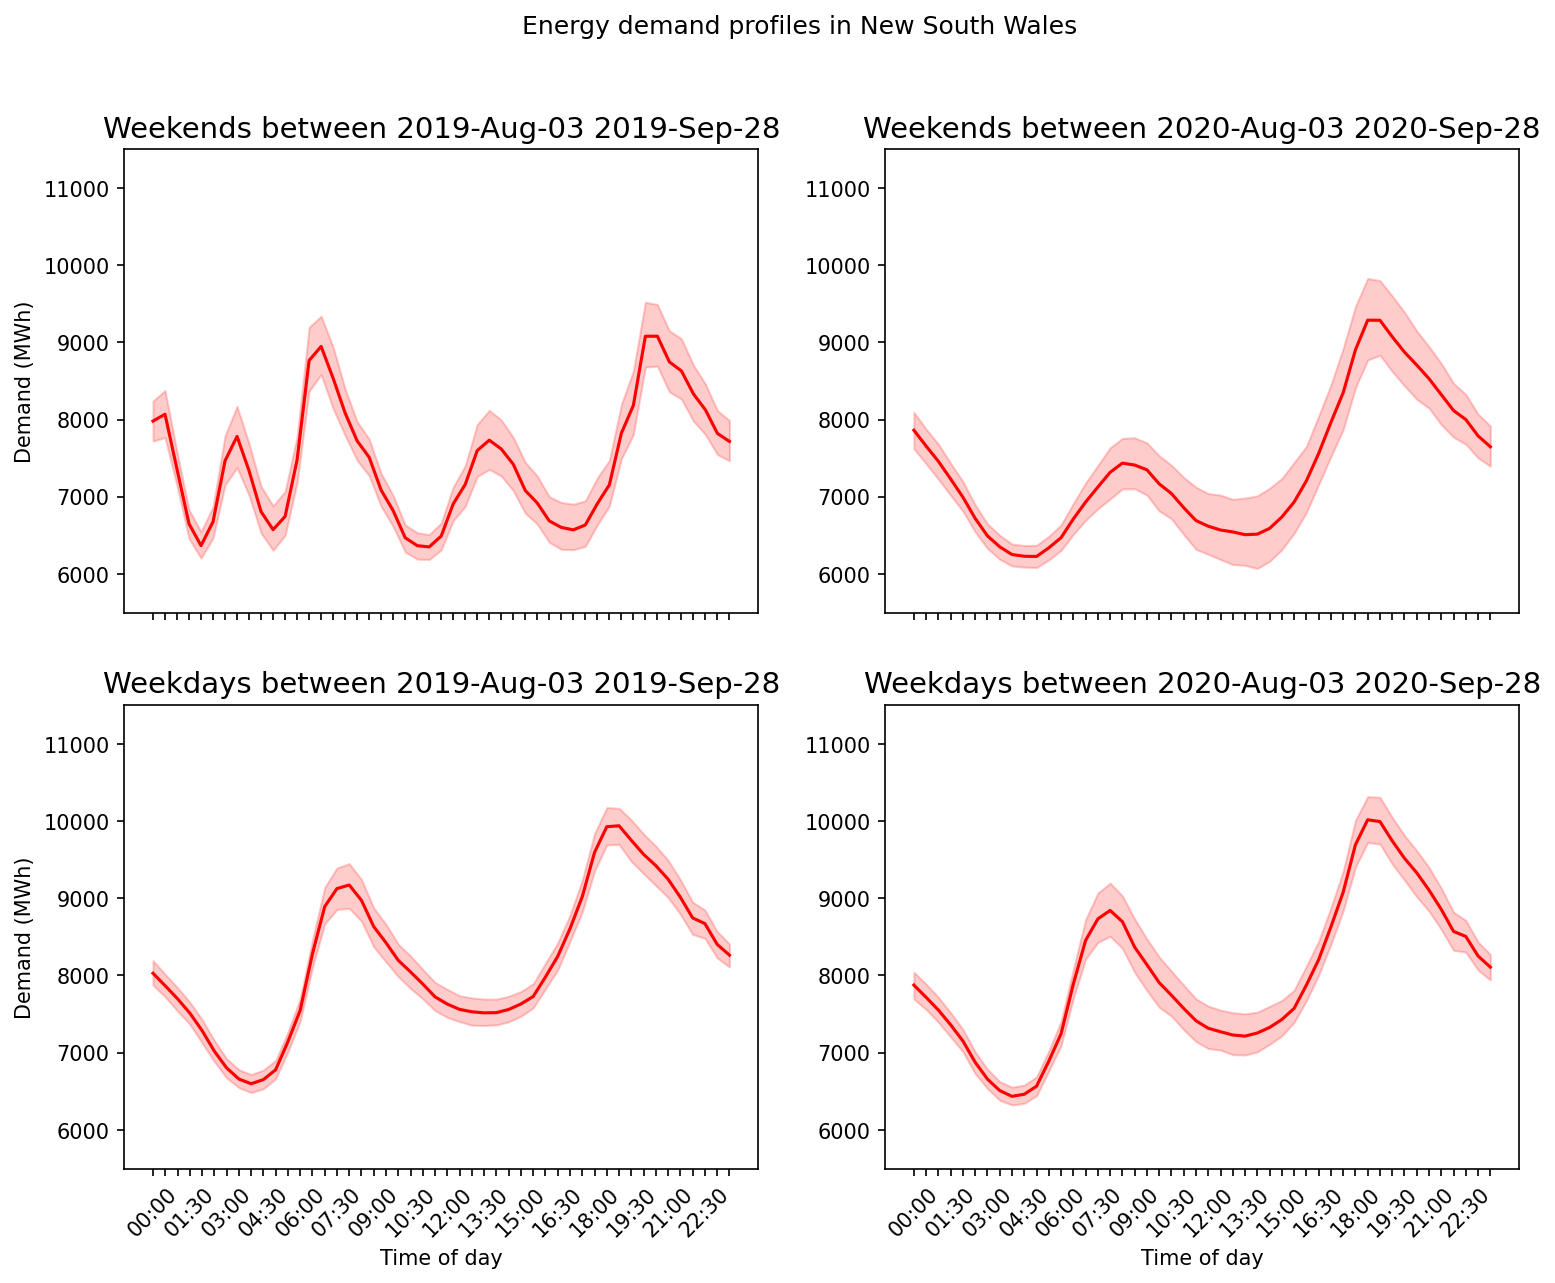 Energy demand profiles in New South Wales
Weekends between 2019-Aug-03 2019-Sep-28
Demand (MWh)
11000
10000
9000
8000
7000
6000
Weekends between 2020-Aug-03 2020-Sep-28
11000
10000
9000
8000
7000
6000
Weekdays between 2019-Aug-03 2019-Sep-28
Demand (MWh)
11000
10000
9000
8000
7000
6000
00:00 01:30 03:00 04:30 06:00 07:30 09:00 10:30 12:00 13:30 15:00 16:30 18:00 19:30 21:00 22:30
Time of day
Weekdays between 2020-Aug-03 2020-Sep-28
11000
10000
9000
8000
7000
6000
00:00 01:30 03:00 04:30 06:00 07:30 09:00 10:30 12:00 13:30 15:00 16:30 18:00 19:30 21:00 22:30
Time of day